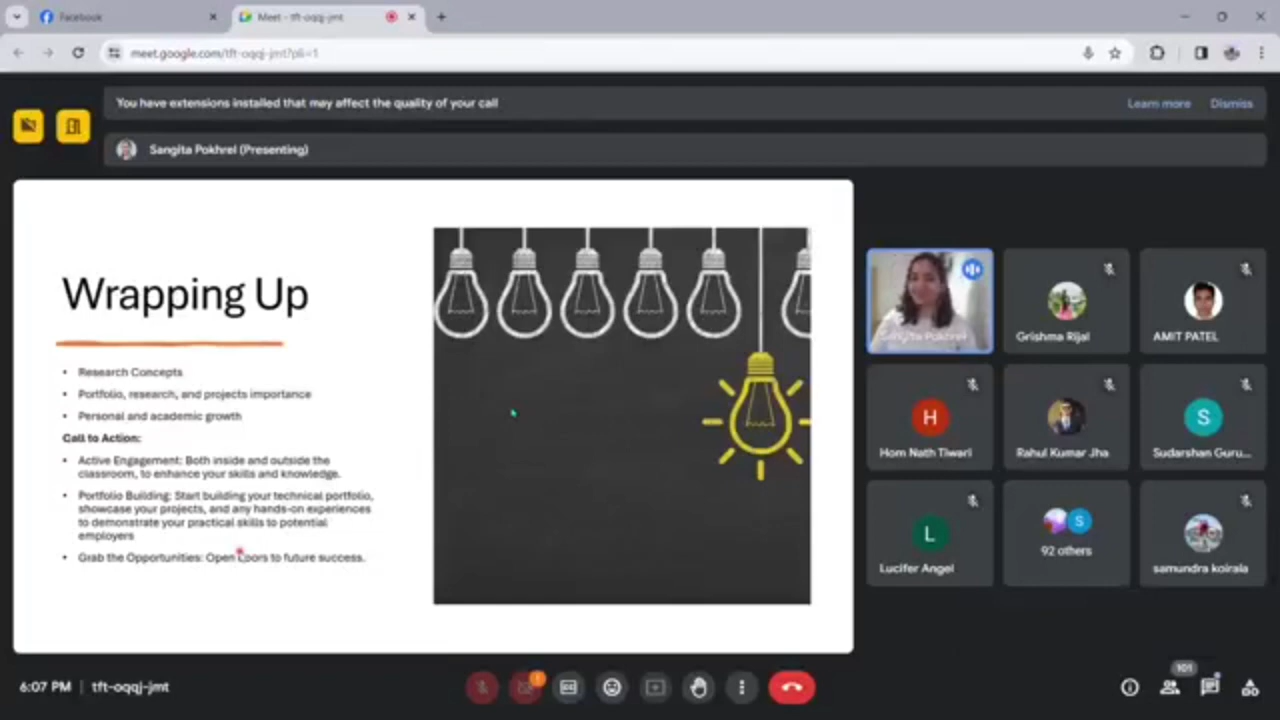 Facebook
Meet - tft-oqqj-jmt
meet.google.com/tft-oqqj-jmt?pli=1
You have extensions installed that may affect the quality of your call
Learn more
Dismiss
Sangita Pokhrel (Presenting)
Wrapping Up
• Research Concepts
• Portfolio, research, and projects importance
• Personal and academic growth
Call to Action:
• Active Engagement: Both inside and outside the
classroom, to enhance your skills and knowledge.
• Portfolio Building: Start building your technical portfolio,
showcase your projects, and any hands-on experiences
to demonstrate your practical skills to potential
employers
• Grab the Opportunities: Open Doors to future success.
Sangita Pokhrel
Grishma Rijal
AMIT PATEL
H
Hom Nath Tiwari
Rahul Kumar Jha
S
Sudarshan Guru...
L
Lucifer Angel
S
92 others
samundra koirala
6:07 PM | tft-oqqj-jmt
101